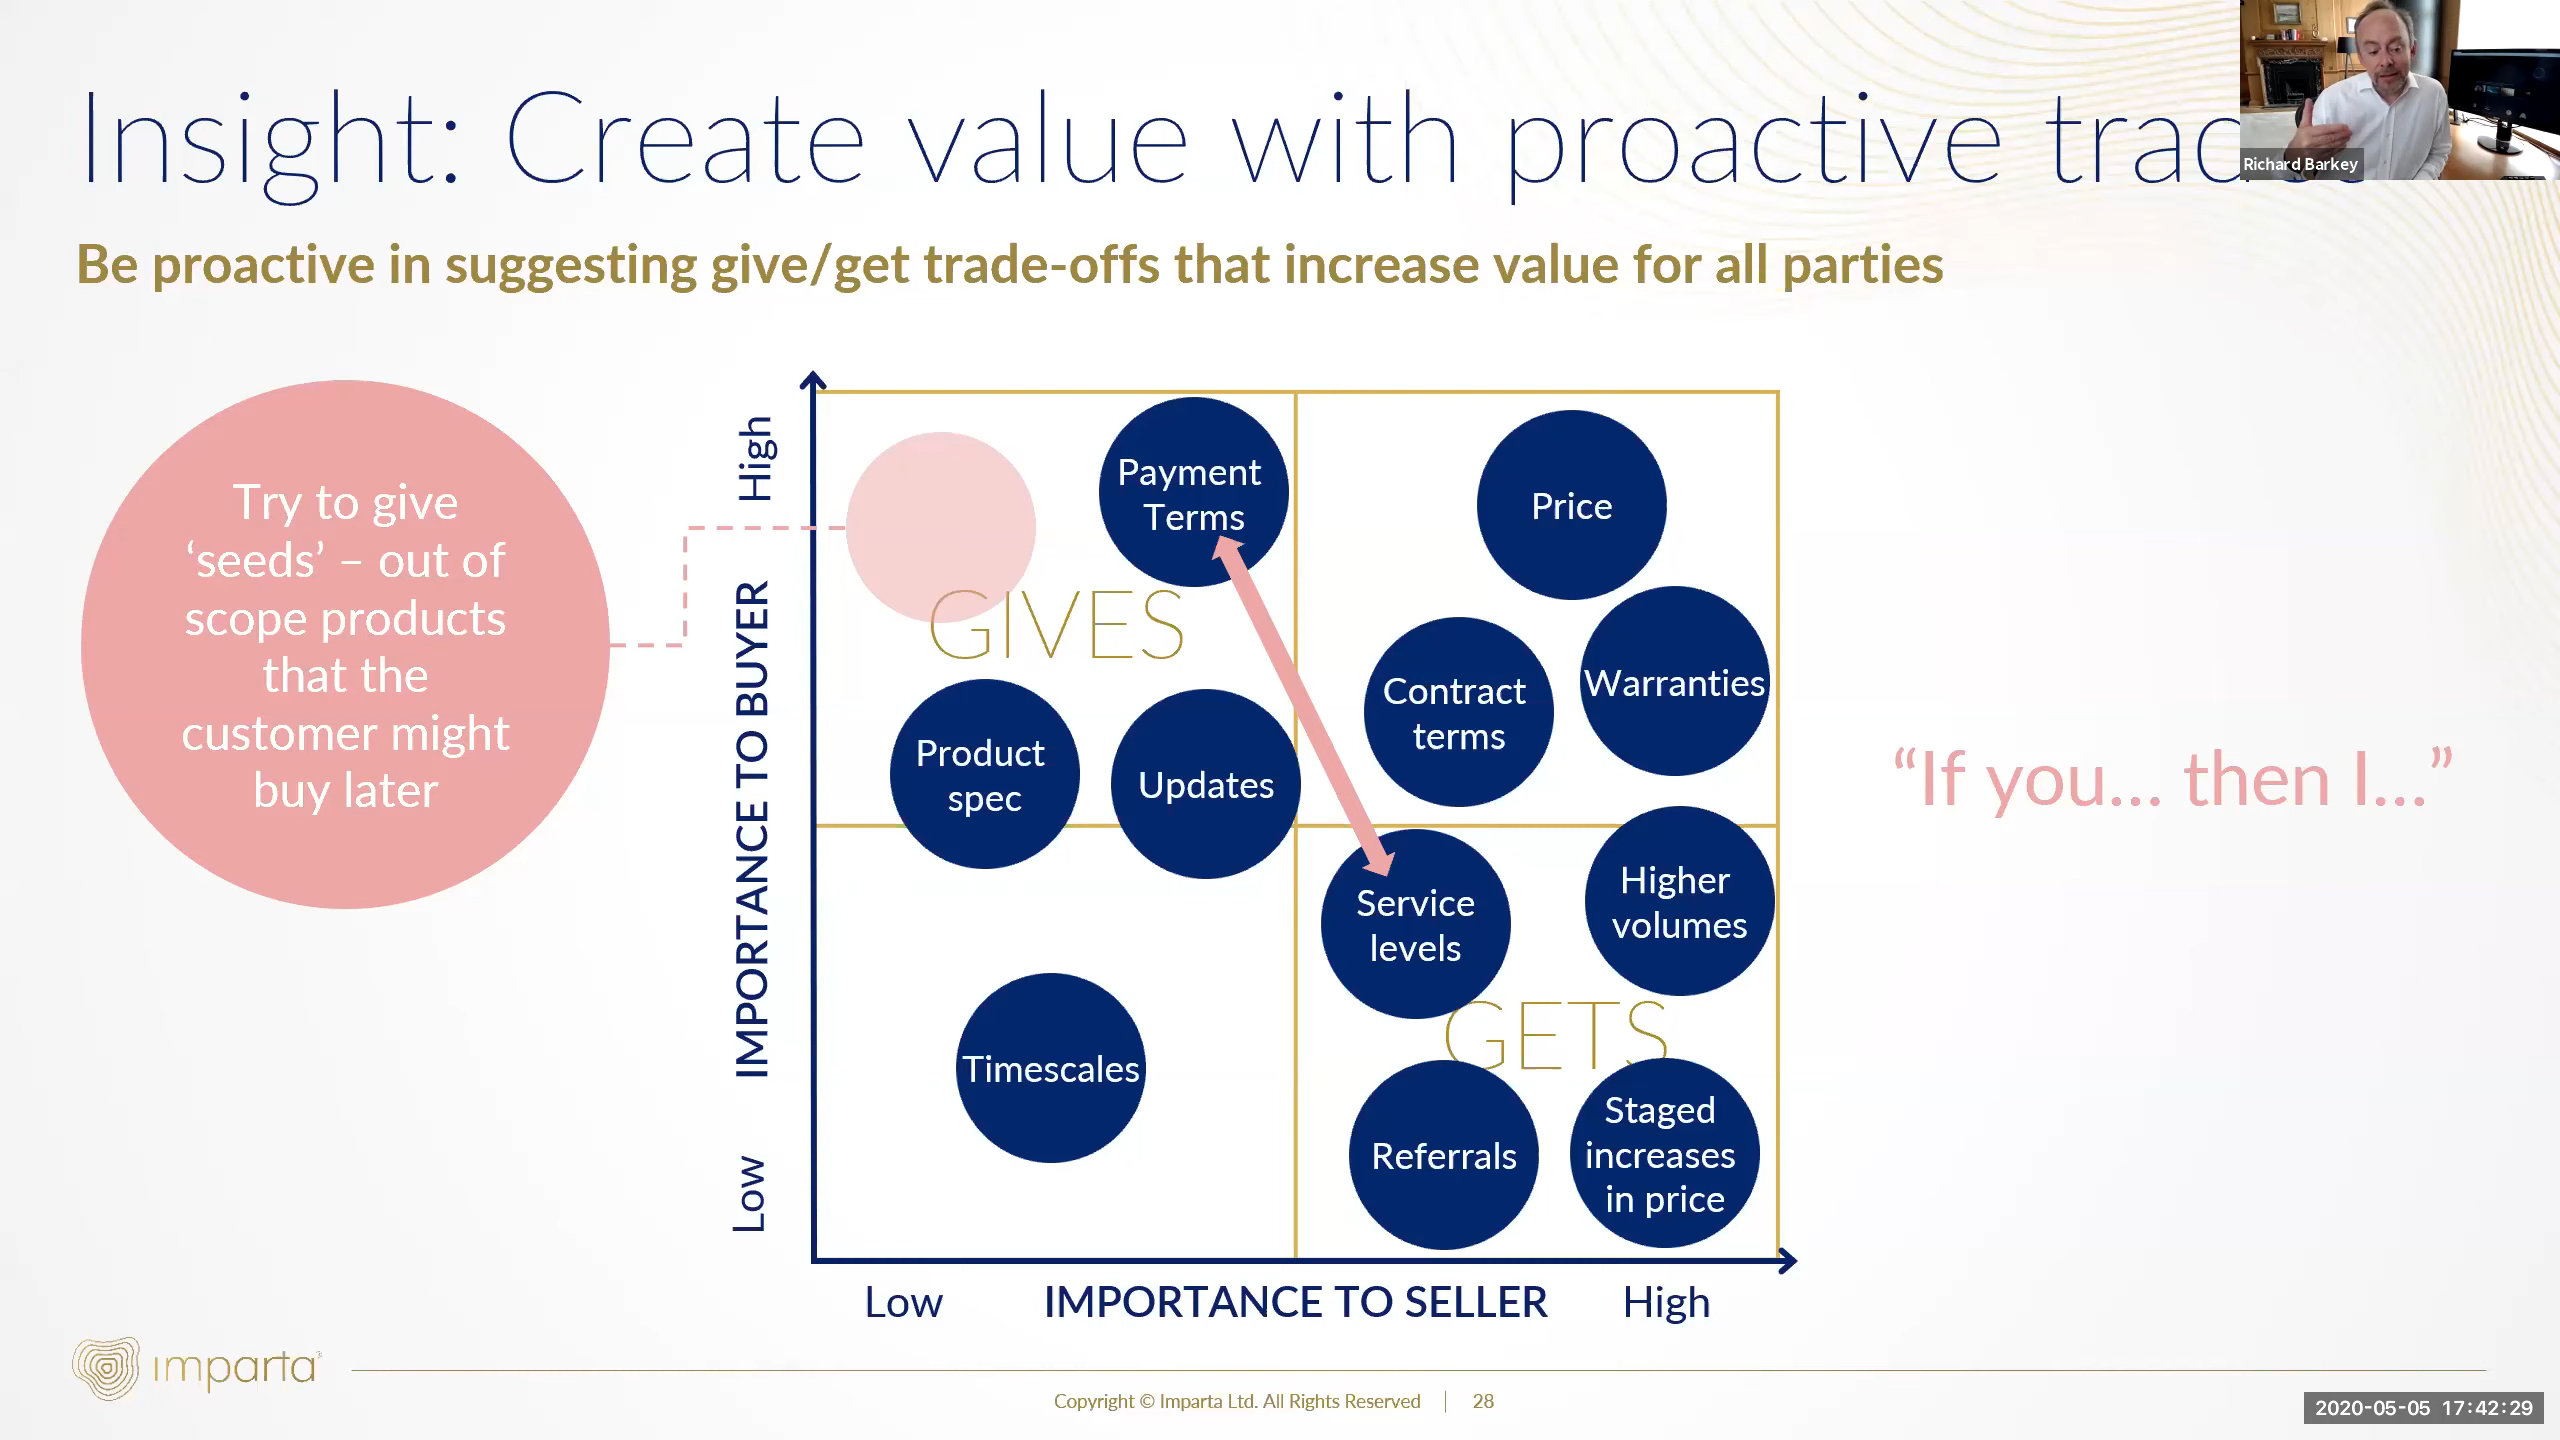 Insight: Create value with proactive
Richard Barkey
Be proactive in suggesting give/get trade-offs that increase value for all parties
Try to give
‘seeds’ – out of
scope products
that the
customer might
buy later
High
IMPORTANCE TO BUYER
Low
GIVES
Payment
Terms
Price
Product
spec
Updates
Contract
terms
Warranties
Service
levels
Higher
volumes
Timescales
GETS
Referrals
Staged
increases
in price
“If you... then I...”
Low
IMPORTANCE TO SELLER
High
imparta
Copyright © Imparta Ltd. All Rights Reserved | 28
2020-05-05 17:42:29